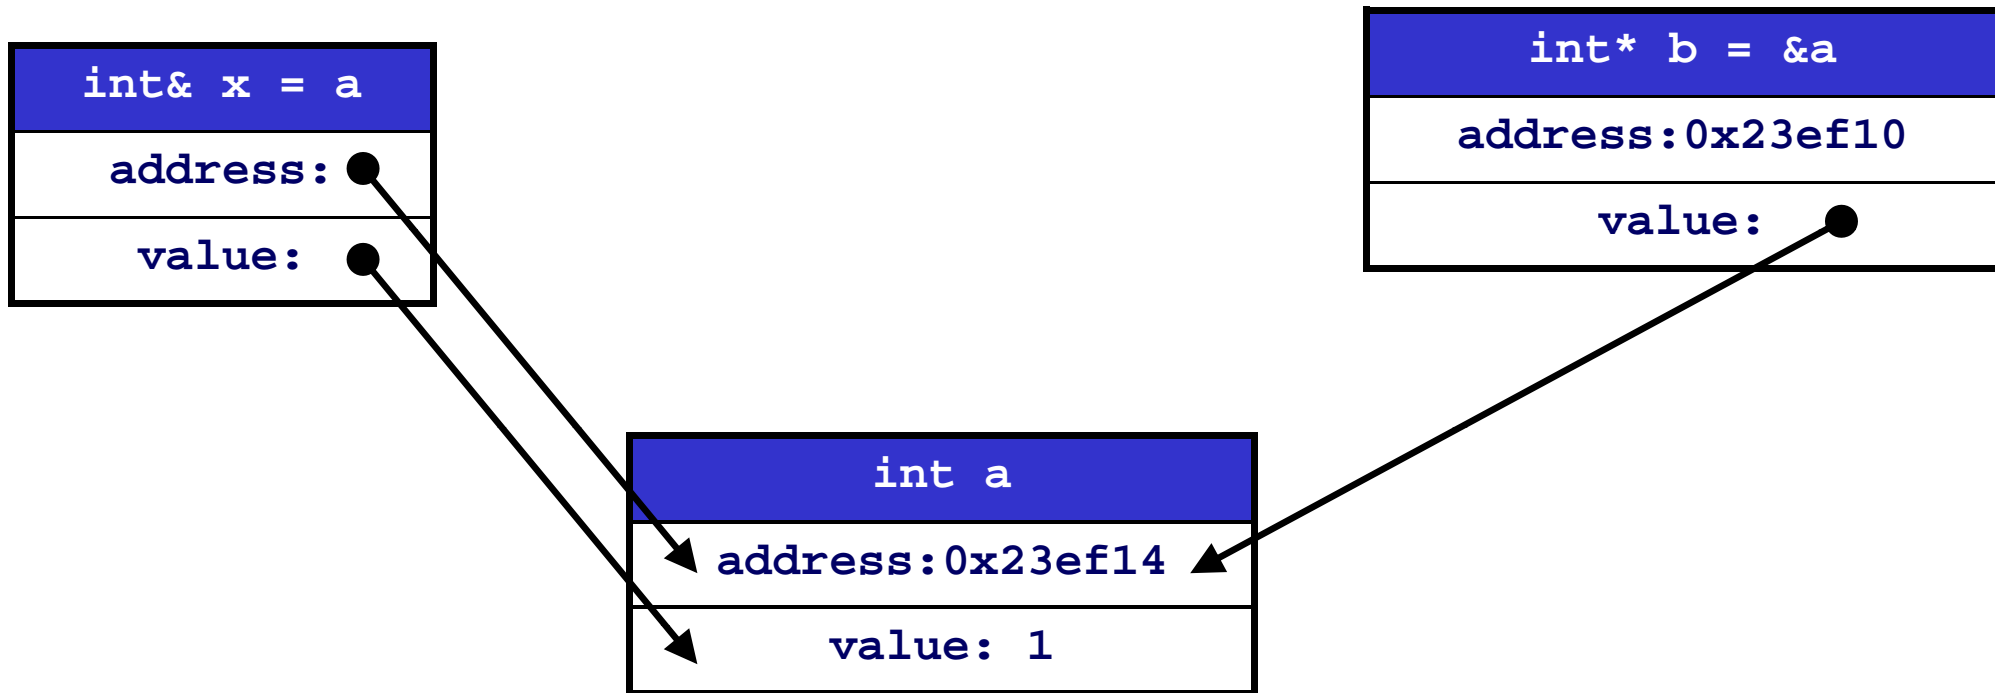 int& x = a
address:
value:
int* b = &a
address:0x23ef10
value:
int a
address:0x23ef14
value: 1